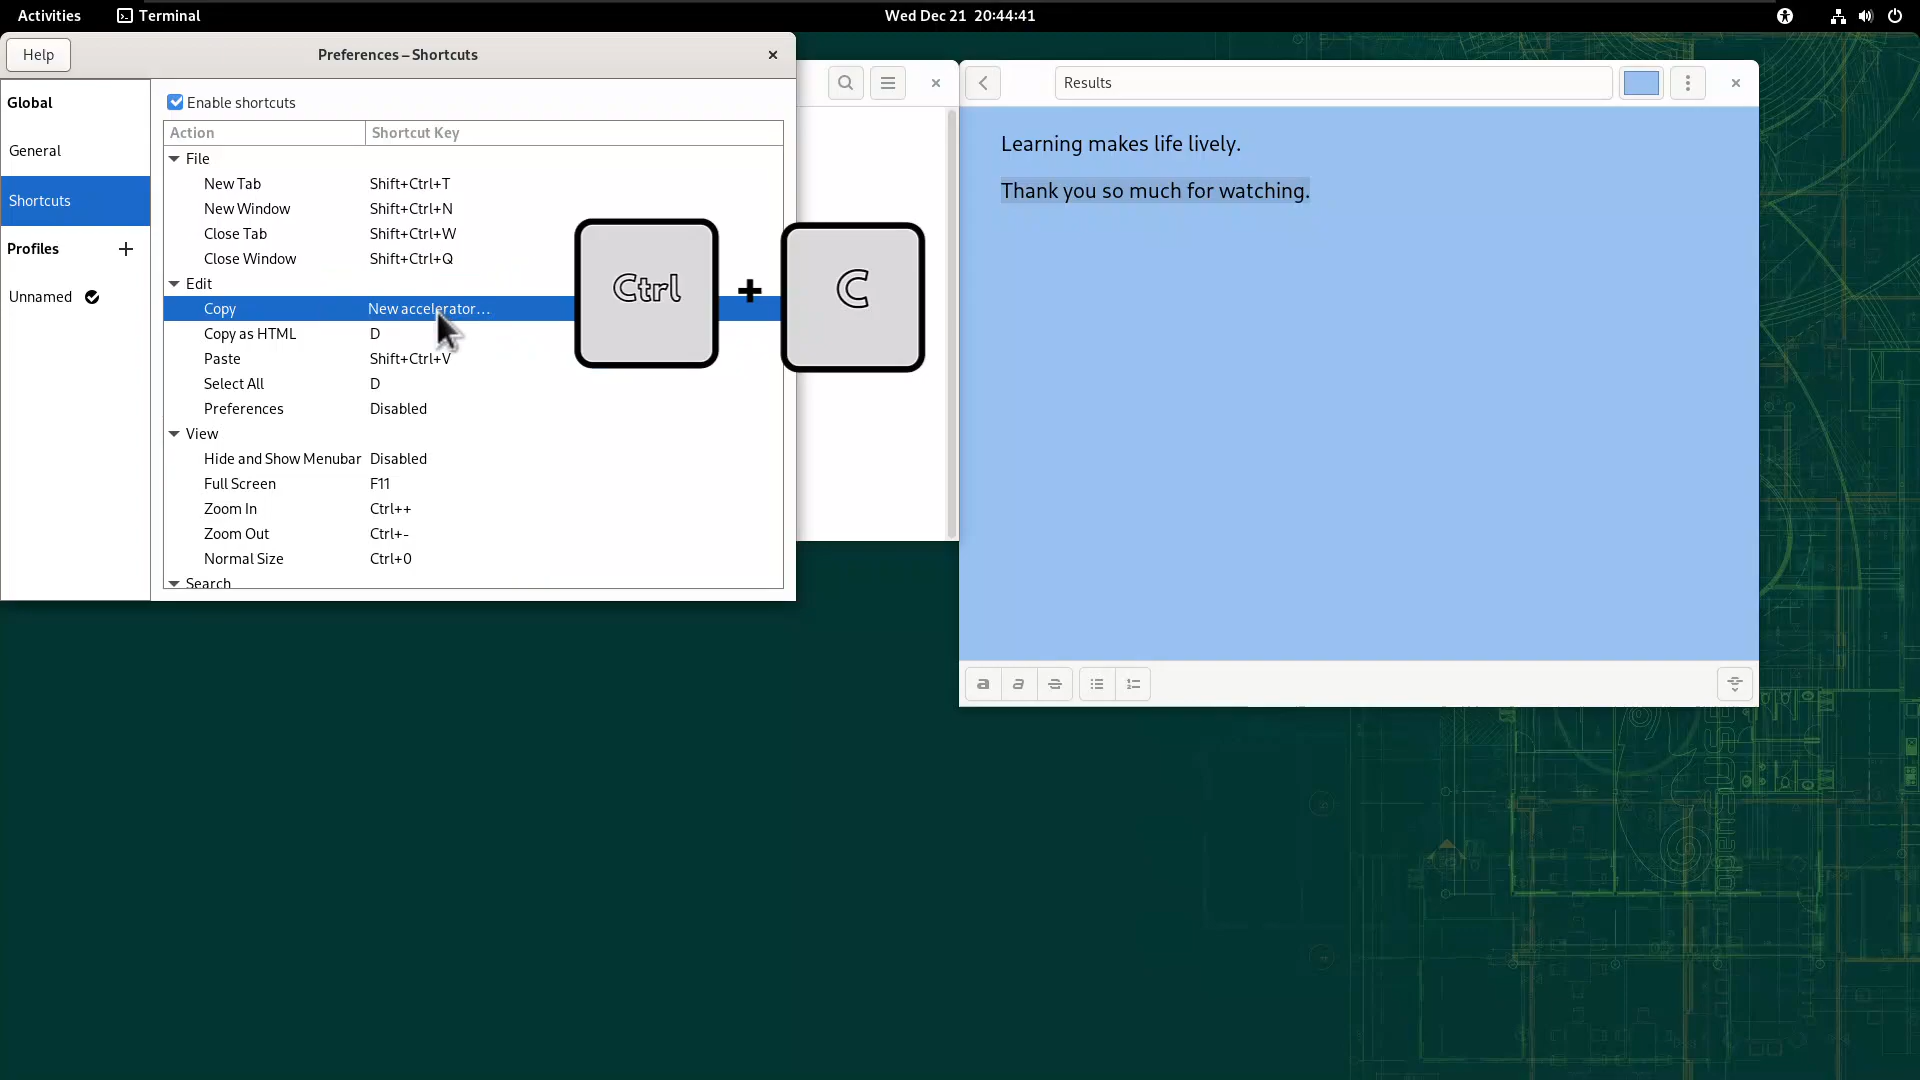 Activities Terminal Wed Dec 21 20:44:41
Help Preferences – Shortcuts
Global
General
Shortcuts
Profiles
Unnamed
Enable shortcuts
Action Shortcut Key
File
New Tab Shift+Ctrl+T
New Window Shift+Ctrl+N
Close Tab Shift+Ctrl+W
Close Window Shift+Ctrl+Q
Edit
Copy New accelerator…
Copy as HTML D
Paste Shift+Ctrl+V
Select All D
Preferences Disabled
View
Hide and Show Menubar Disabled
Full Screen F11
Zoom In Ctrl++
Zoom Out Ctrl+-
Normal Size Ctrl+0
Search
Ctrl + C
Results
Learning makes life lively.
Thank you so much for watching.
a a
openSUSE